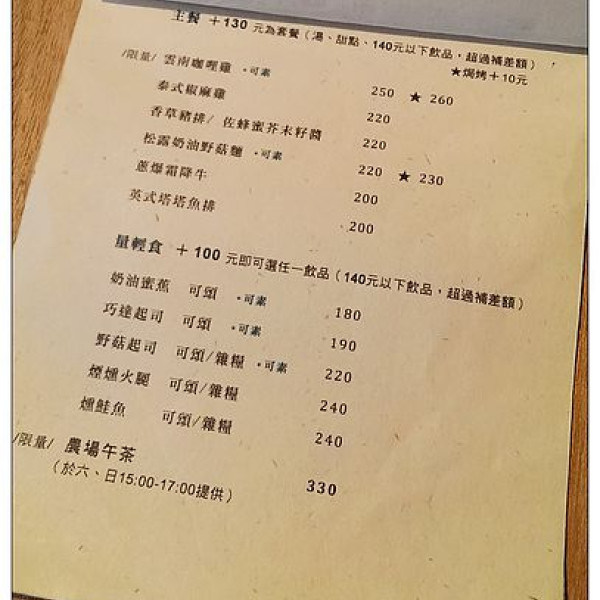 主餐 +130 元為套餐（湯、甜點、140元以下飲品，超過補差額）
★焗烤+10元
/限量/ 雲南咖哩雞 •可素 250 ★ 260
泰式椒麻雞 220
香草豬排/ 佐蜂蜜芥末籽醬 220
松露奶油野菇麵 •可素 220 ★ 230
蔥爆霜降牛 200
英式塔塔魚排 200
量輕食 +100 元即可選任一飲品（140元以下飲品，超過補差額）
奶油蜜蕉 可頌 •可素 180
巧達起司 可頌 •可素 190
野菇起司 可頌/雜糧 •可素 220
煙燻火腿 可頌/雜糧 240
燻鮭魚 可頌/雜糧 240
/限量/ 農場午茶 330
（於六、日15:00-17:00提供）